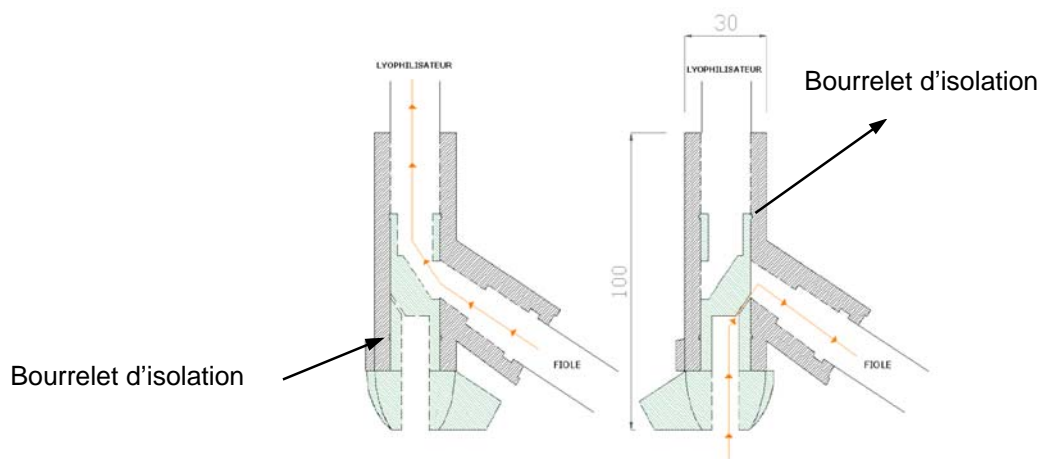 30
LYOPHILISATEUR
LYOPHILISATEUR
Bourrelet d’isolation
100
FIOLE
FIOLE
Bourrelet d’isolation